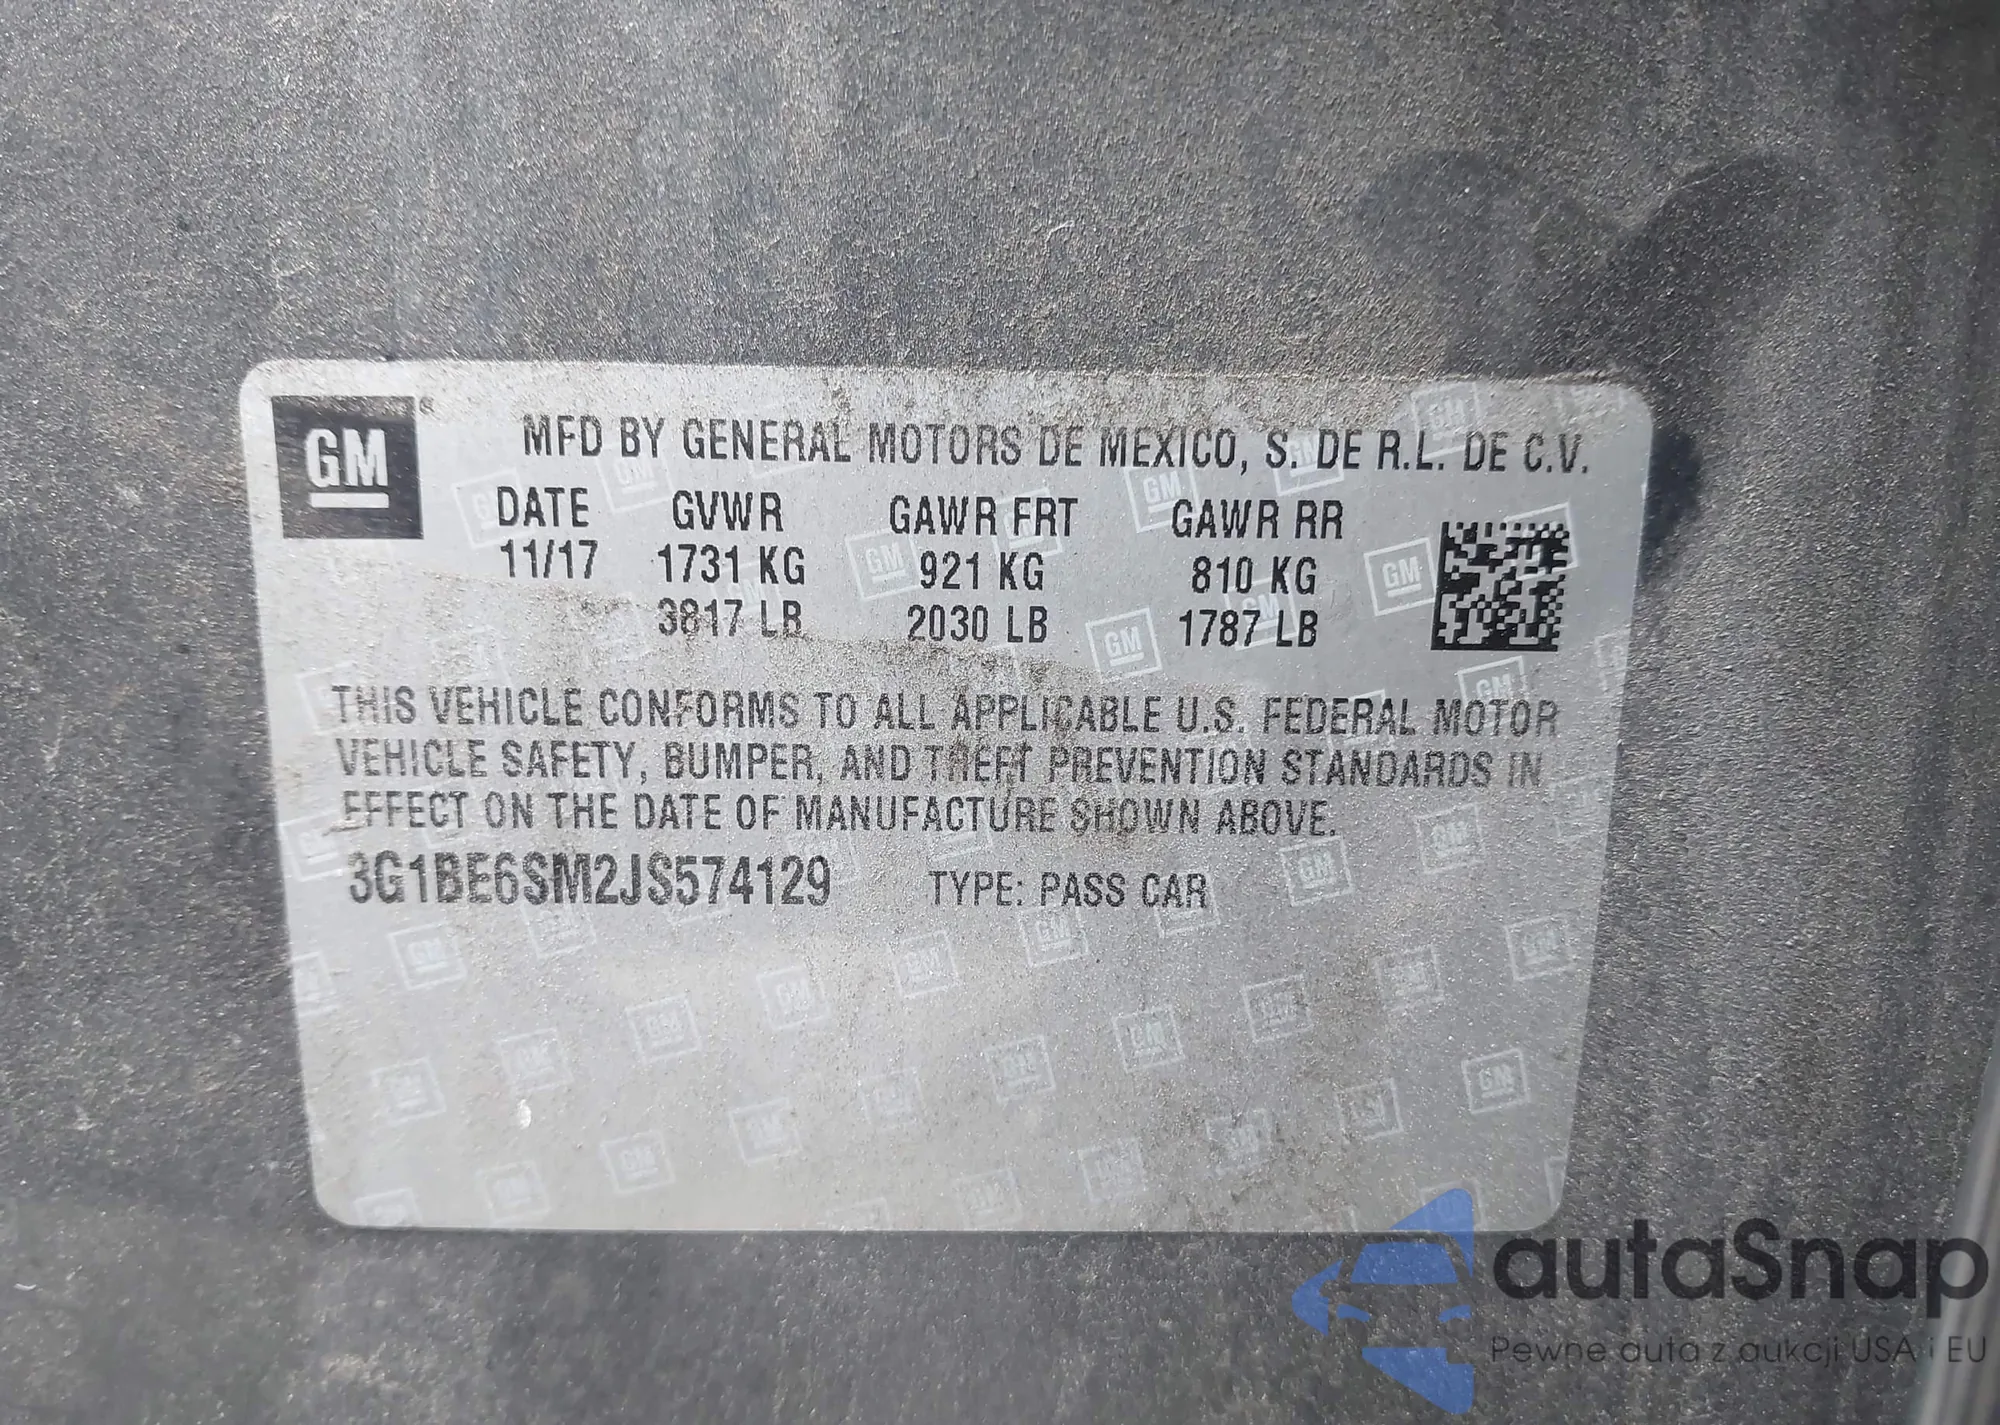 GM®
MFD BY GENERAL MOTORS DE MEXICO, S. DE R.L. DE C.V.
DATE GVWR GAWR FRT GAWR RR
11/17 1731 KG 921 KG 810 KG
3817 LB 2030 LB 1787 LB
THIS VEHICLE CONFORMS TO ALL APPLICABLE U.S. FEDERAL MOTOR
VEHICLE SAFETY, BUMPER, AND THEFT PREVENTION STANDARDS IN
EFFECT ON THE DATE OF MANUFACTURE SHOWN ABOVE.
3G1BE6SM2JS574129 TYPE: PASS CAR
autaSnap
Pewne auta z aukcji USA i EU